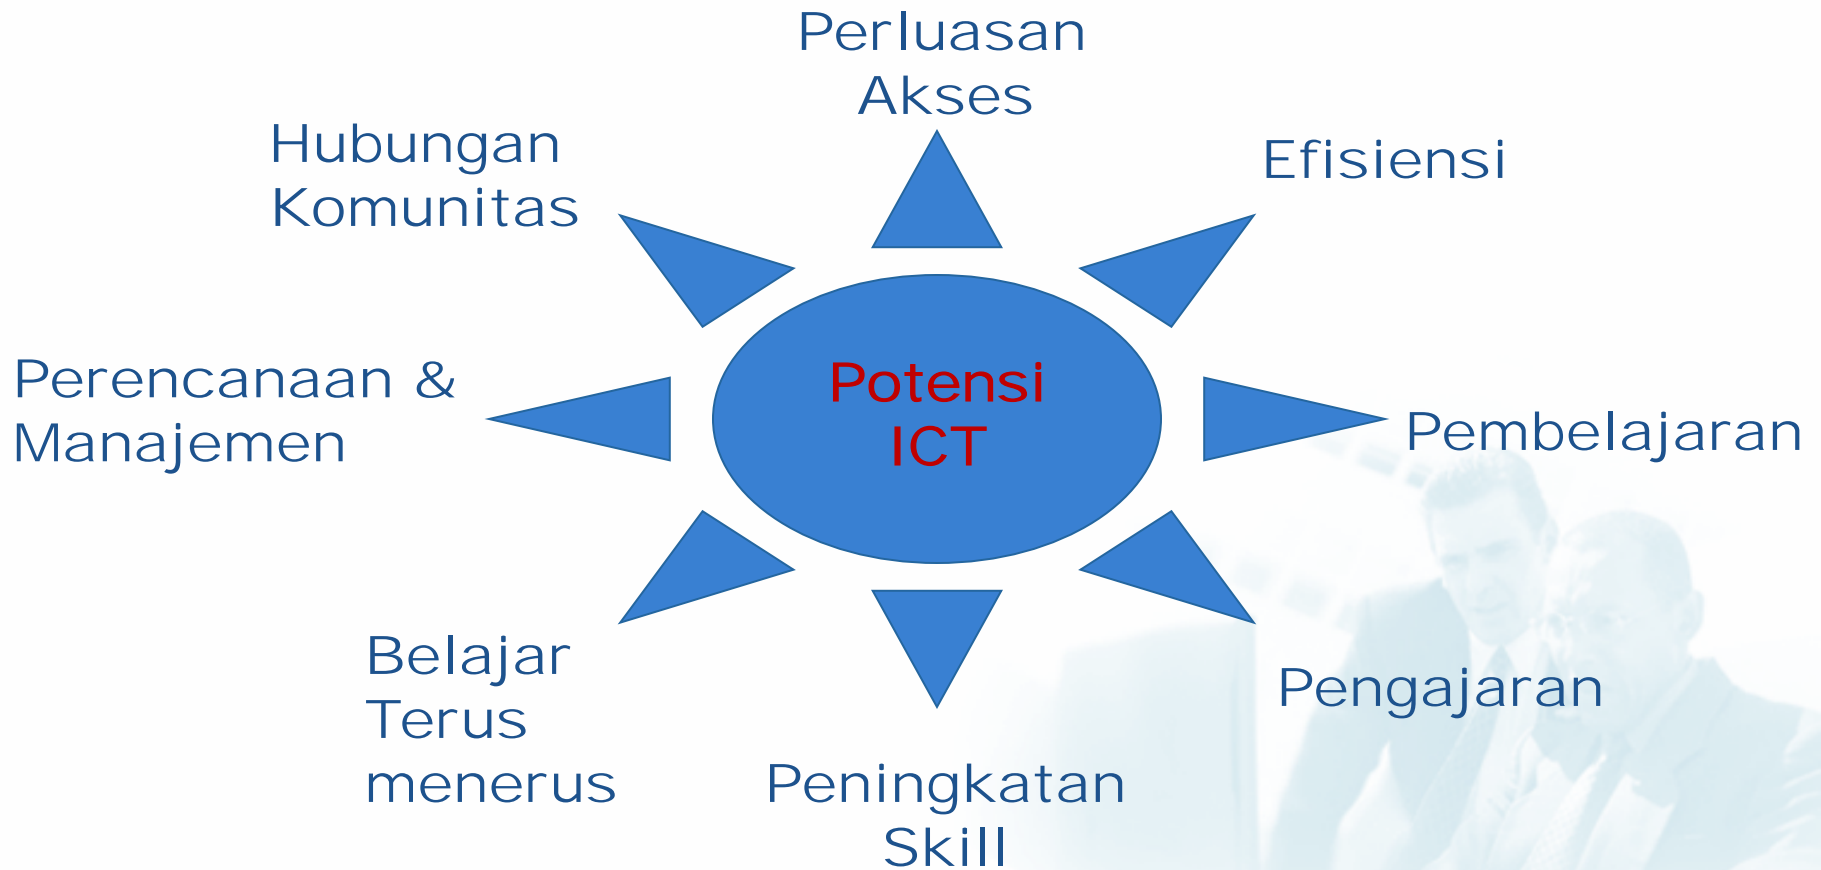 Perluasan
Akses
Hubungan
Komunitas
Efisiensi
Perencanaan &
Manajemen
Potensi
ICT
Pembelajaran
Belajar
Terus
menerus
Pengajaran
Peningkatan
Skill